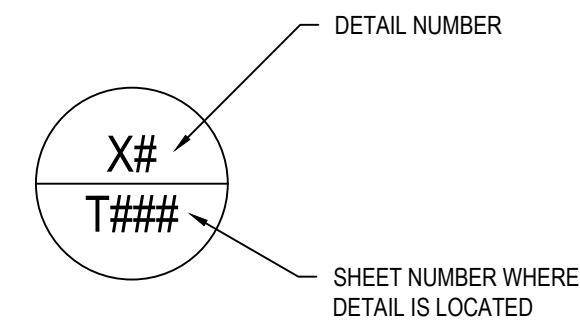 DETAIL NUMBER
X#
T###
SHEET NUMBER WHERE
DETAIL IS LOCATED